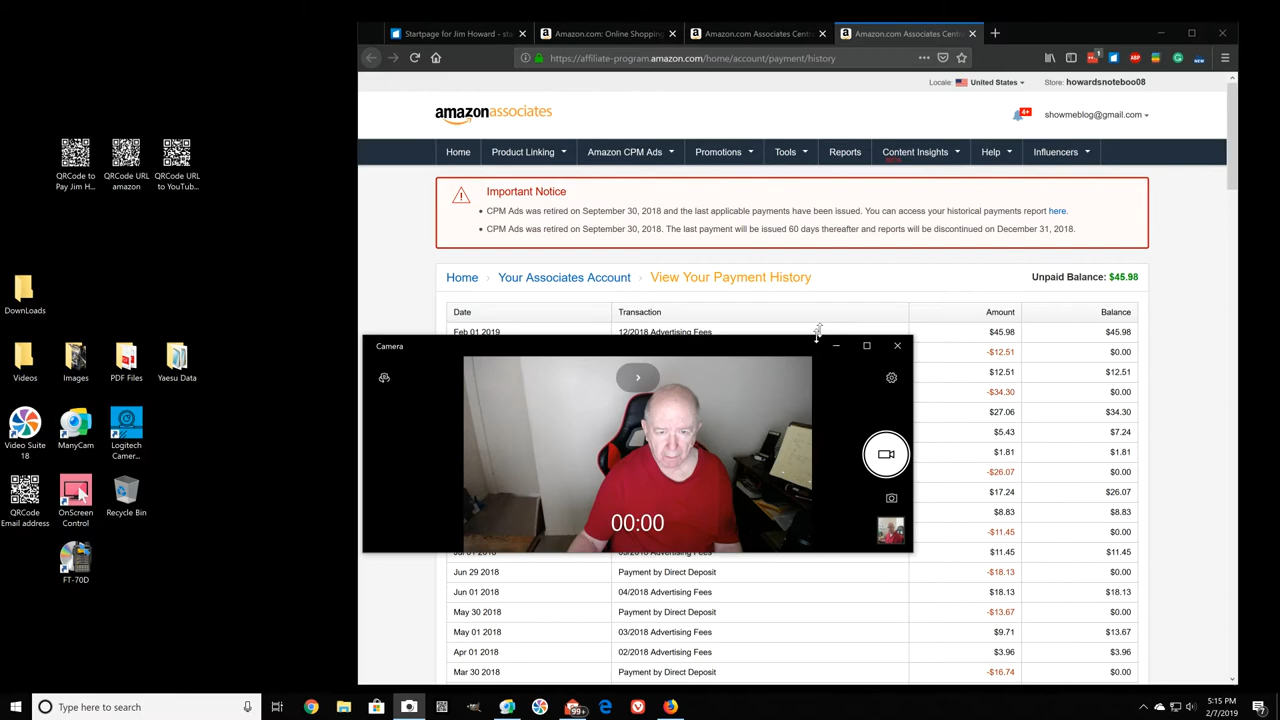 Startpage for Jim Howard - sta
Amazon.com: Online Shopping
Amazon.com Associates Centr
Amazon.com Associates Centr
https://affiliate-program.amazon.com/home/account/payment/history
Locale: United States
Store: howardsnoteboo08
amazonassociates
4+
showmeblog@gmail.com
Home
Product Linking
Amazon CPM Ads
Promotions
Tools
Reports
Content Insights
Help
Influencers
Important Notice
CPM Ads was retired on September 30, 2018 and the last applicable payments have been issued. You can access your historical payments report here.
CPM Ads was retired on September 30, 2018. The last payment will be issued 60 days thereafter and reports will be discontinued on December 31, 2018.
Home › Your Associates Account › View Your Payment History
Unpaid Balance: $45.98
Date Transaction Amount Balance
Feb 01 2019 12/2018 Advertising Fees $45.98 $45.98
-$12.51 $0.00
$12.51 $12.51
-$34.30 $0.00
$27.06 $34.30
$5.43 $7.24
$1.81 $1.81
-$26.07 $0.00
$17.24 $26.07
$8.83 $8.83
-$11.45 $0.00
$11.45 $11.45
Jun 29 2018 Payment by Direct Deposit -$18.13 $0.00
Jun 01 2018 04/2018 Advertising Fees $18.13 $18.13
May 30 2018 Payment by Direct Deposit -$13.67 $0.00
May 01 2018 03/2018 Advertising Fees $9.71 $13.67
Apr 01 2018 02/2018 Advertising Fees $3.96 $3.96
Mar 30 2018 Payment by Direct Deposit -$16.74 $0.00
Camera
00:00
QRCode to
Pay Jim H...
QRCode URL
amazon
QRCode URL
to YouTub...
DownLoads
Videos
Images
PDF Files
Yaesu Data
Video Suite
18
ManyCam
Logitech
Camer...
QRCode
Email address
OnScreen
Control
Recycle Bin
FT-70D
Type here to search
99+
5:15 PM
2/7/2019